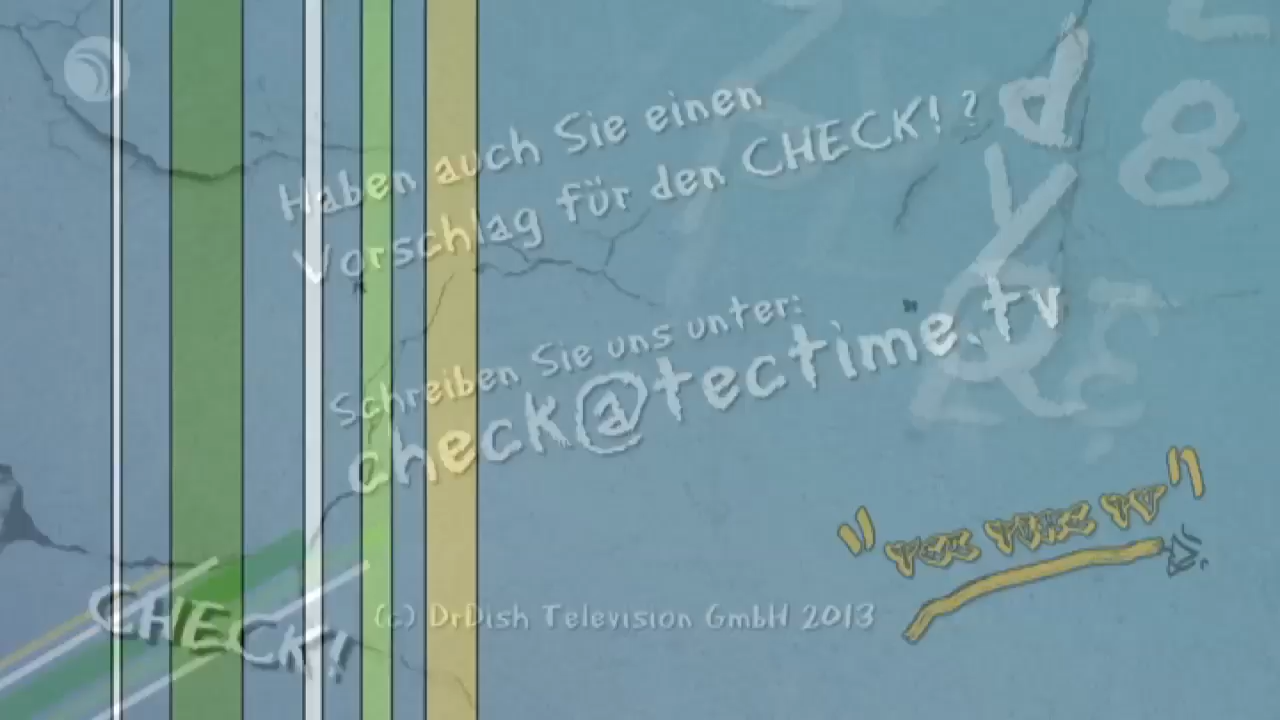 Haben auch Sie einen
Vorschlag für den CHECK! ?
Schreiben Sie uns unter:
check@tectime.tv
CHECK!
(c) DrDish Television GmbH 2013